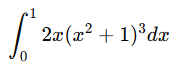 ∫₀¹ 2x(x² + 1)³dx